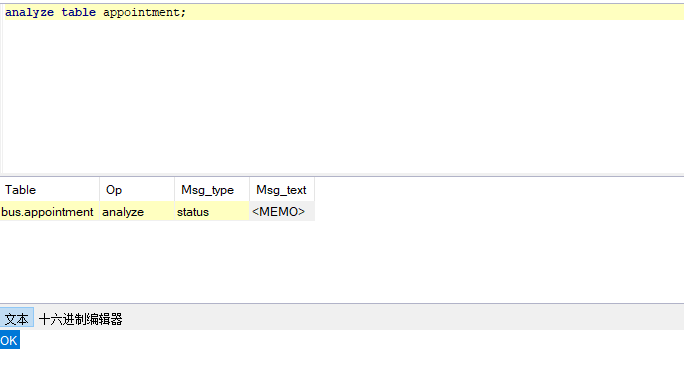 analyze table appointment;
Table Op Msg_type Msg_text
bus.appointment analyze status <MEMO>
文本 十六进制编辑器
OK